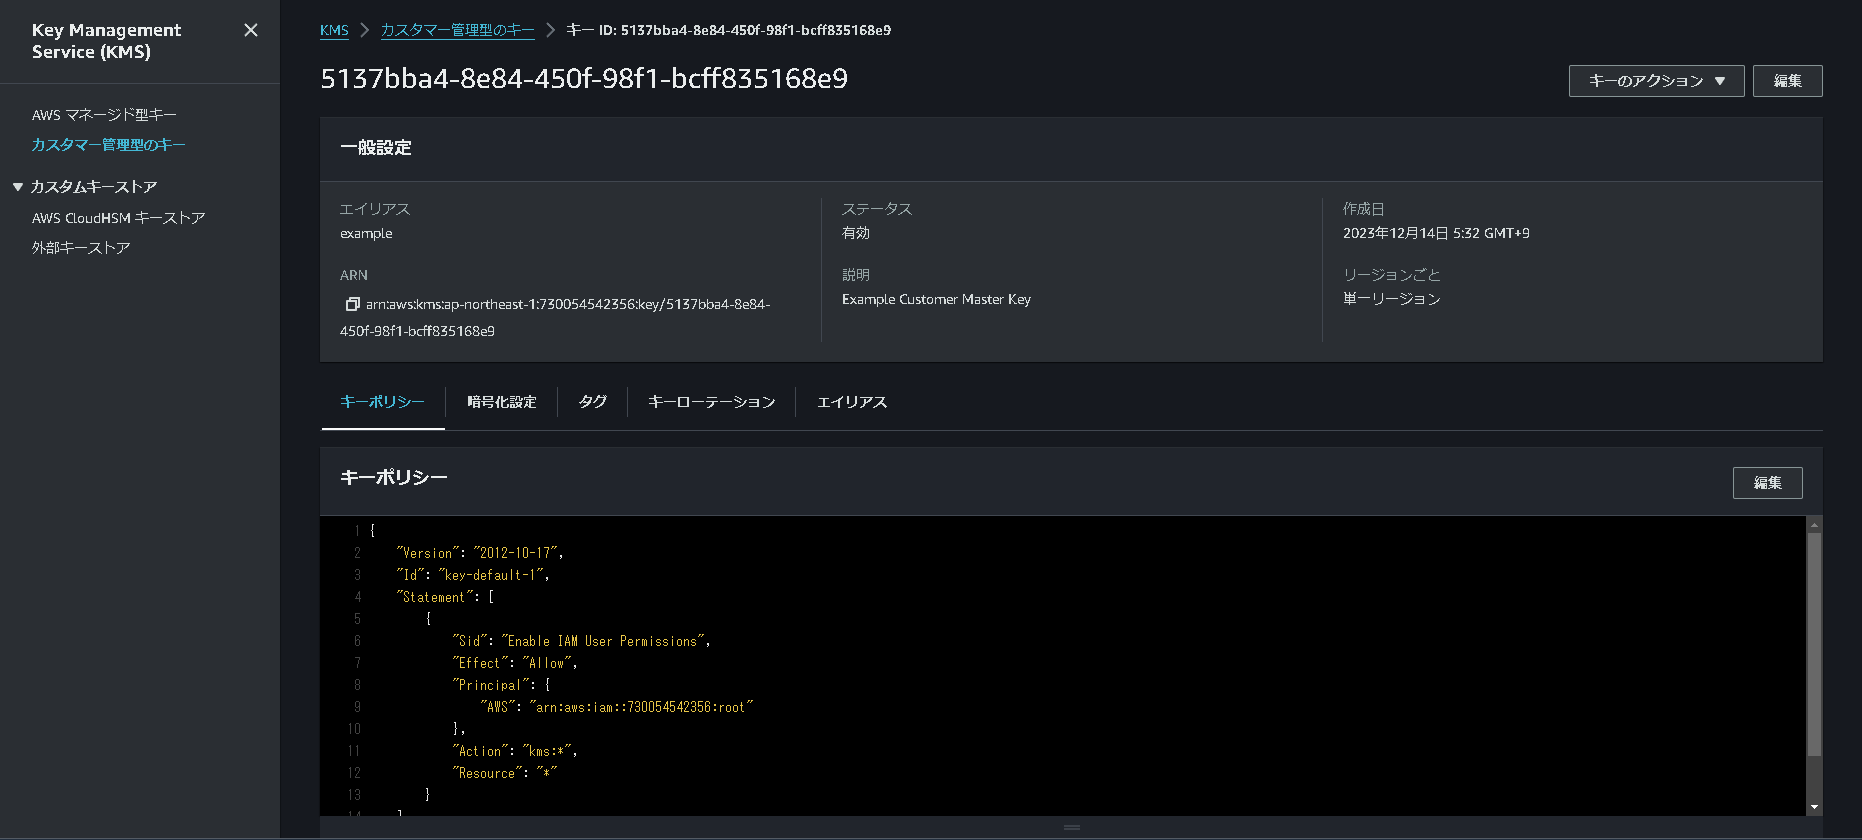 Key Management
Service (KMS)
AWS マネージド型キー
カスタマー管理型のキー
カスタムキーストア
AWS CloudHSM キーストア
外部キーストア
KMS > カスタマー管理型のキー > キー ID: 5137bba4-8e84-450f-98f1-bcff835168e9
5137bba4-8e84-450f-98f1-bcff835168e9
キーのアクション ▼
編集
一般設定
エイリアス
example
ARN
arn:aws:kms:ap-northeast-1:730054542356:key/5137bba4-8e84-
450f-98f1-bcff835168e9
ステータス
有効
説明
Example Customer Master Key
作成日
2023年12月14日 5:32 GMT+9
リージョンごと
単一リージョン
キーポリシー
暗号化設定
タグ
キーローテーション
エイリアス
キーポリシー
編集
1 {
2 "Version": "2012-10-17",
3 "Id": "key-default-1",
4 "Statement": [
5 {
6 "Sid": "Enable IAM User Permissions",
7 "Effect": "Allow",
8 "Principal": {
9 "AWS": "arn:aws:iam::730054542356:root"
10 },
11 "Action": "kms:*",
12 "Resource": "*"
13 }
14 ]